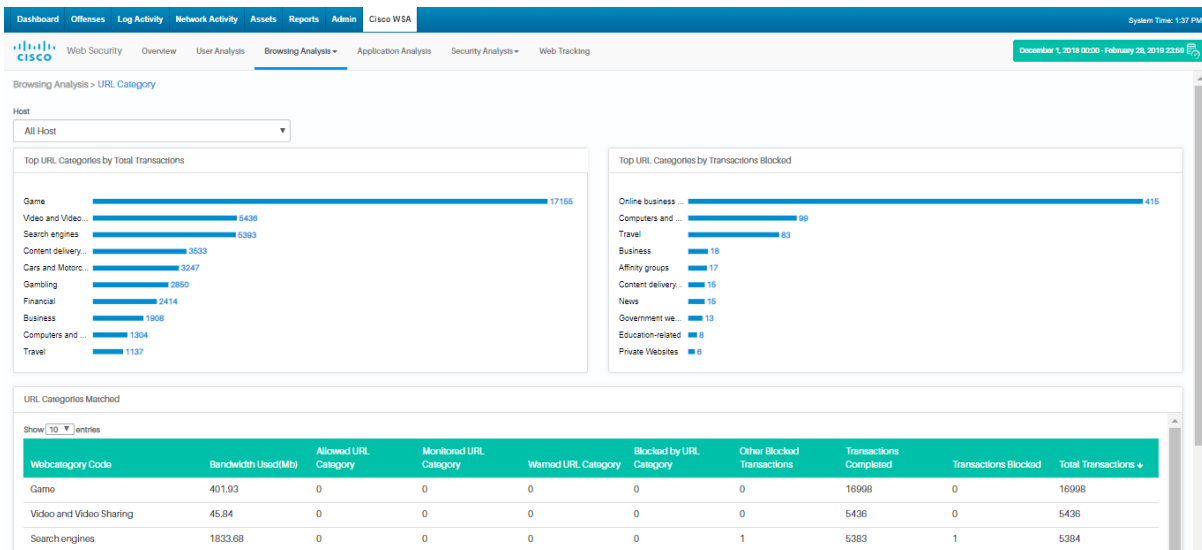 Dashboard Offenses Log Activity Network Activity Assets Reports Admin Cisco WSA System Time: 1:37 PM
CISCO Web Security Overview User Analysis Browsing Analysis Application Analysis Security Analysis Web Tracking December 1, 2018 00:00 - February 28, 2019 23:59
Browsing Analysis > URL Category
Host
All Host
Top URL Categories by Total Transactions
Game 17155
Video and Video... 5436
Search engines 5393
Content delivery... 3533
Cars and Motorc... 3247
Gambling 2850
Financial 2414
Business 1908
Computers and ... 1304
Travel 1137
Top URL Categories by Transactions Blocked
Online business ... 415
Computers and ... 99
Travel 83
Business 18
Affinity groups 17
Content delivery... 15
News 15
Government we... 13
Education-related 8
Private Websites 6
URL Categories Matched
Show 10 entries
Webcategory Code Bandwidth Used(Mb) Allowed URL Category Monitored URL Category Warned URL Category Blocked by URL Category Other Blocked Transactions Transactions Completed Transactions Blocked Total Transactions
Game 401.93 0 0 0 0 0 16998 0 16998
Video and Video Sharing 45.84 0 0 0 0 0 5436 0 5436
Search engines 1833.68 0 0 0 0 1 5383 1 5384